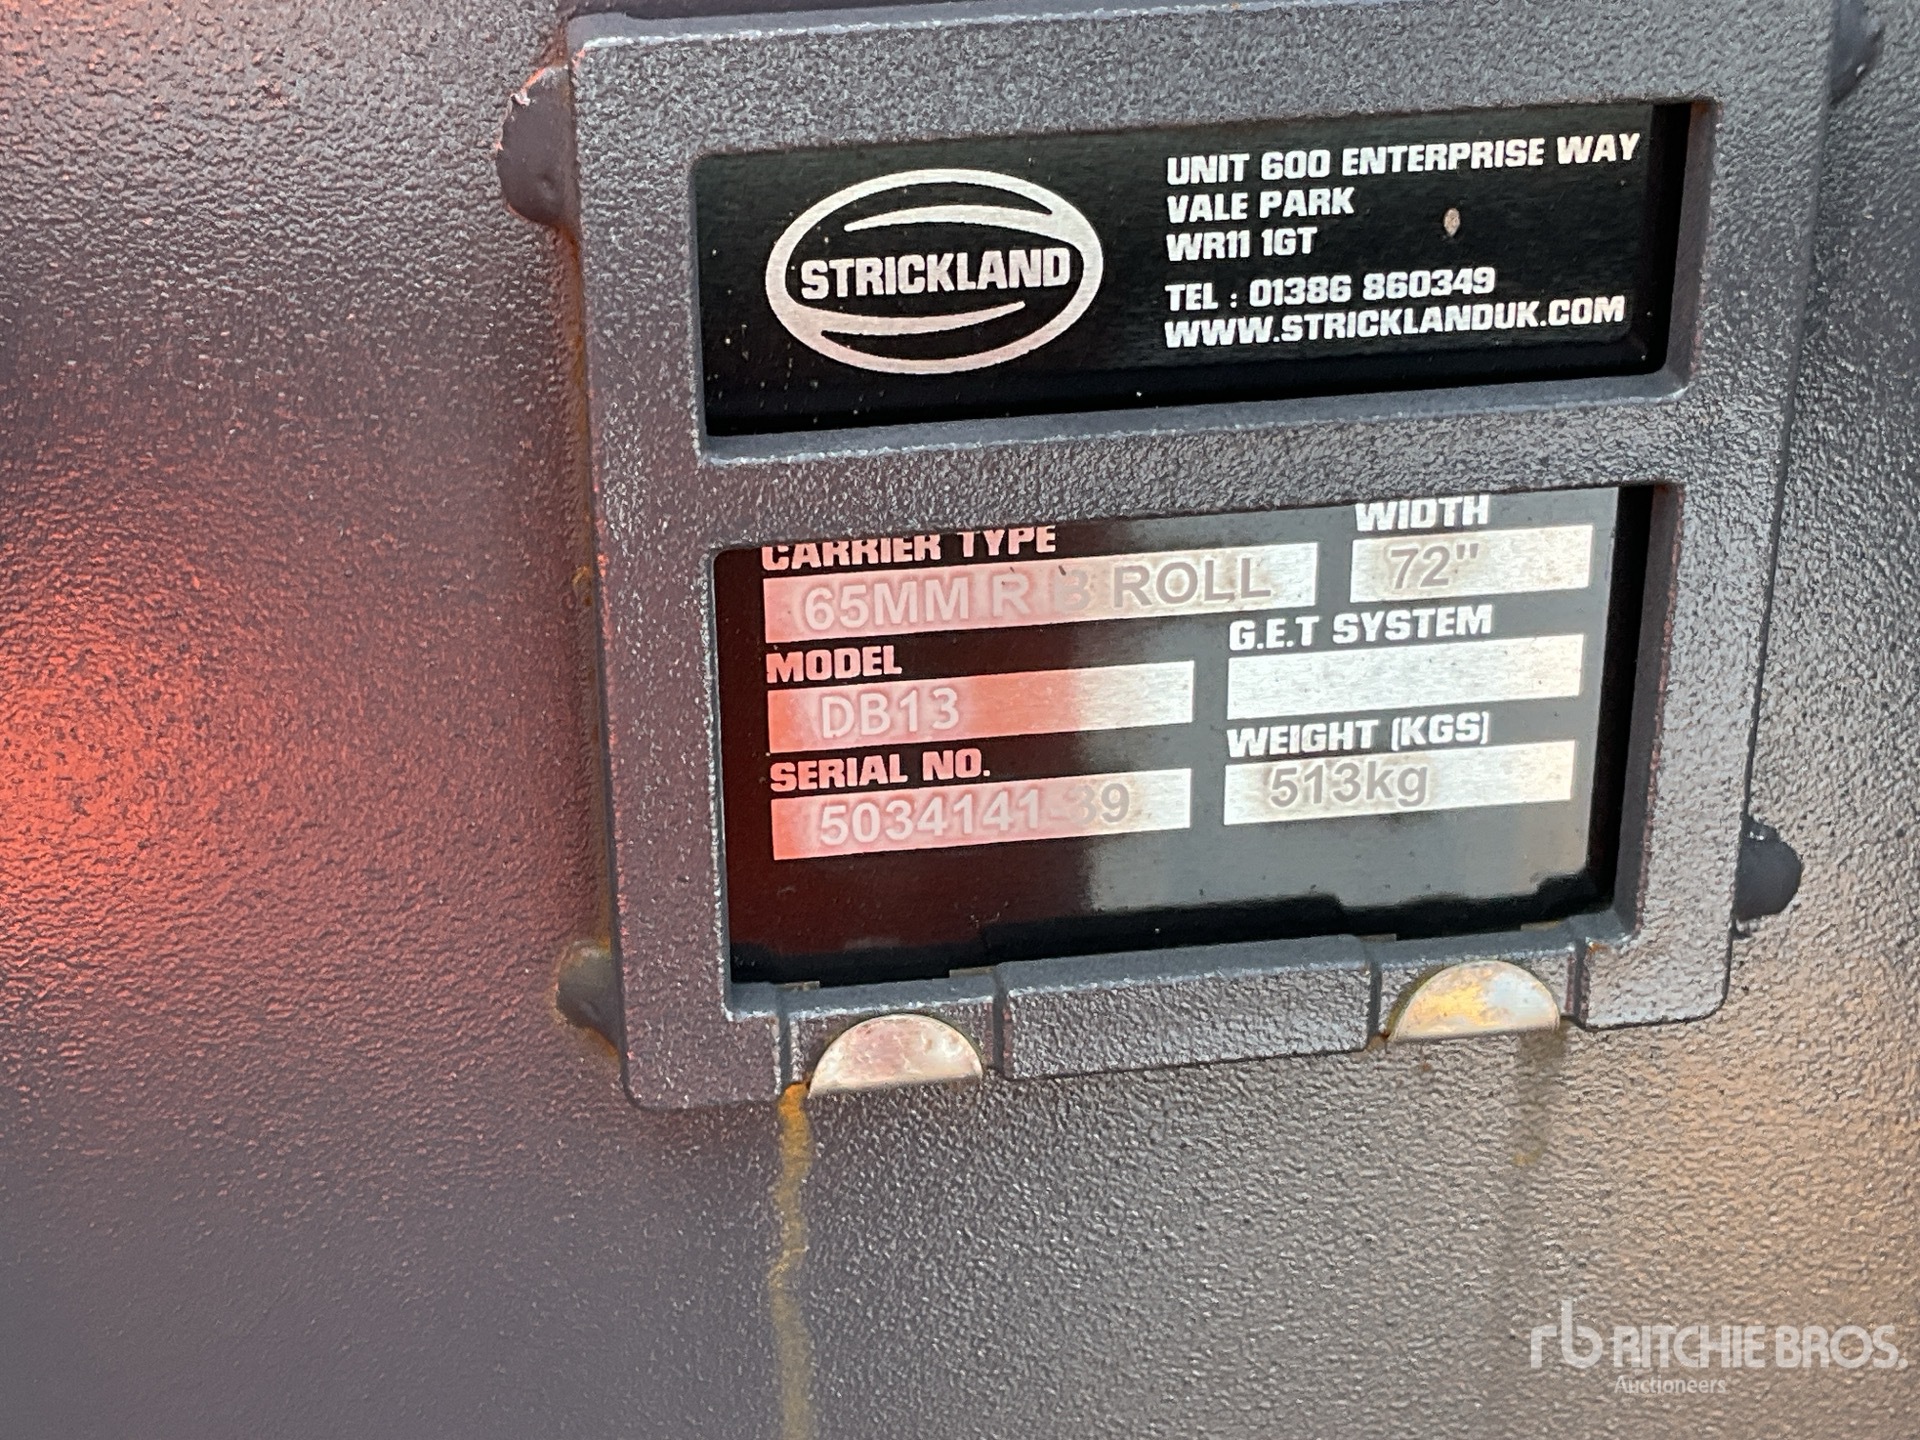 STRICKLAND
UNIT 600 ENTERPRISE WAY
VALE PARK
WR11 1GT
TEL : 01386 860349
WWW.STRICKLANDUK.COM
CARRIER TYPE
65MM R B ROLL
WIDTH
72"
MODEL
DB13
G.E.T SYSTEM
SERIAL NO.
5034141-39
WEIGHT (KGS)
513kg
rb RITCHIE BROS.
Auctioneers